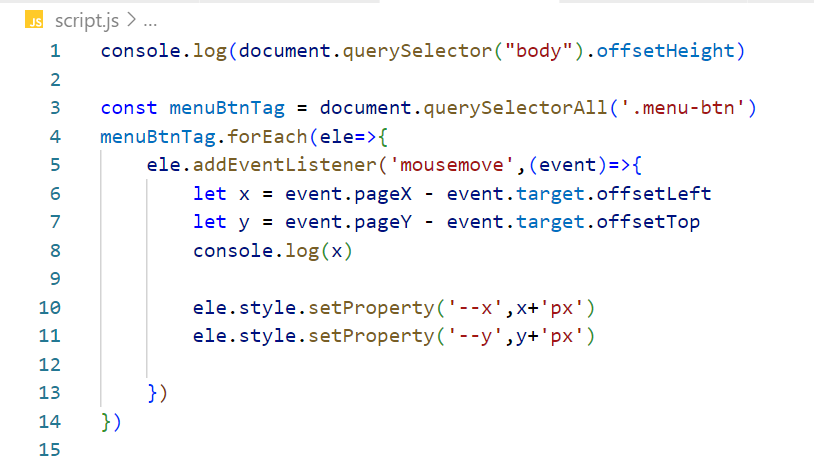 JS script.js > ...
1 console.log(document.querySelector("body").offsetHeight)
2
3 const menuBtnTag = document.querySelectorAll('.menu-btn')
4 menuBtnTag.forEach(ele=>{
5     ele.addEventListener('mousemove',(event)=>{
6         let x = event.pageX - event.target.offsetLeft
7         let y = event.pageY - event.target.offsetTop
8         console.log(x)
9
10         ele.style.setProperty('--x',x+'px')
11         ele.style.setProperty('--y',y+'px')
12
13     })
14 })
15